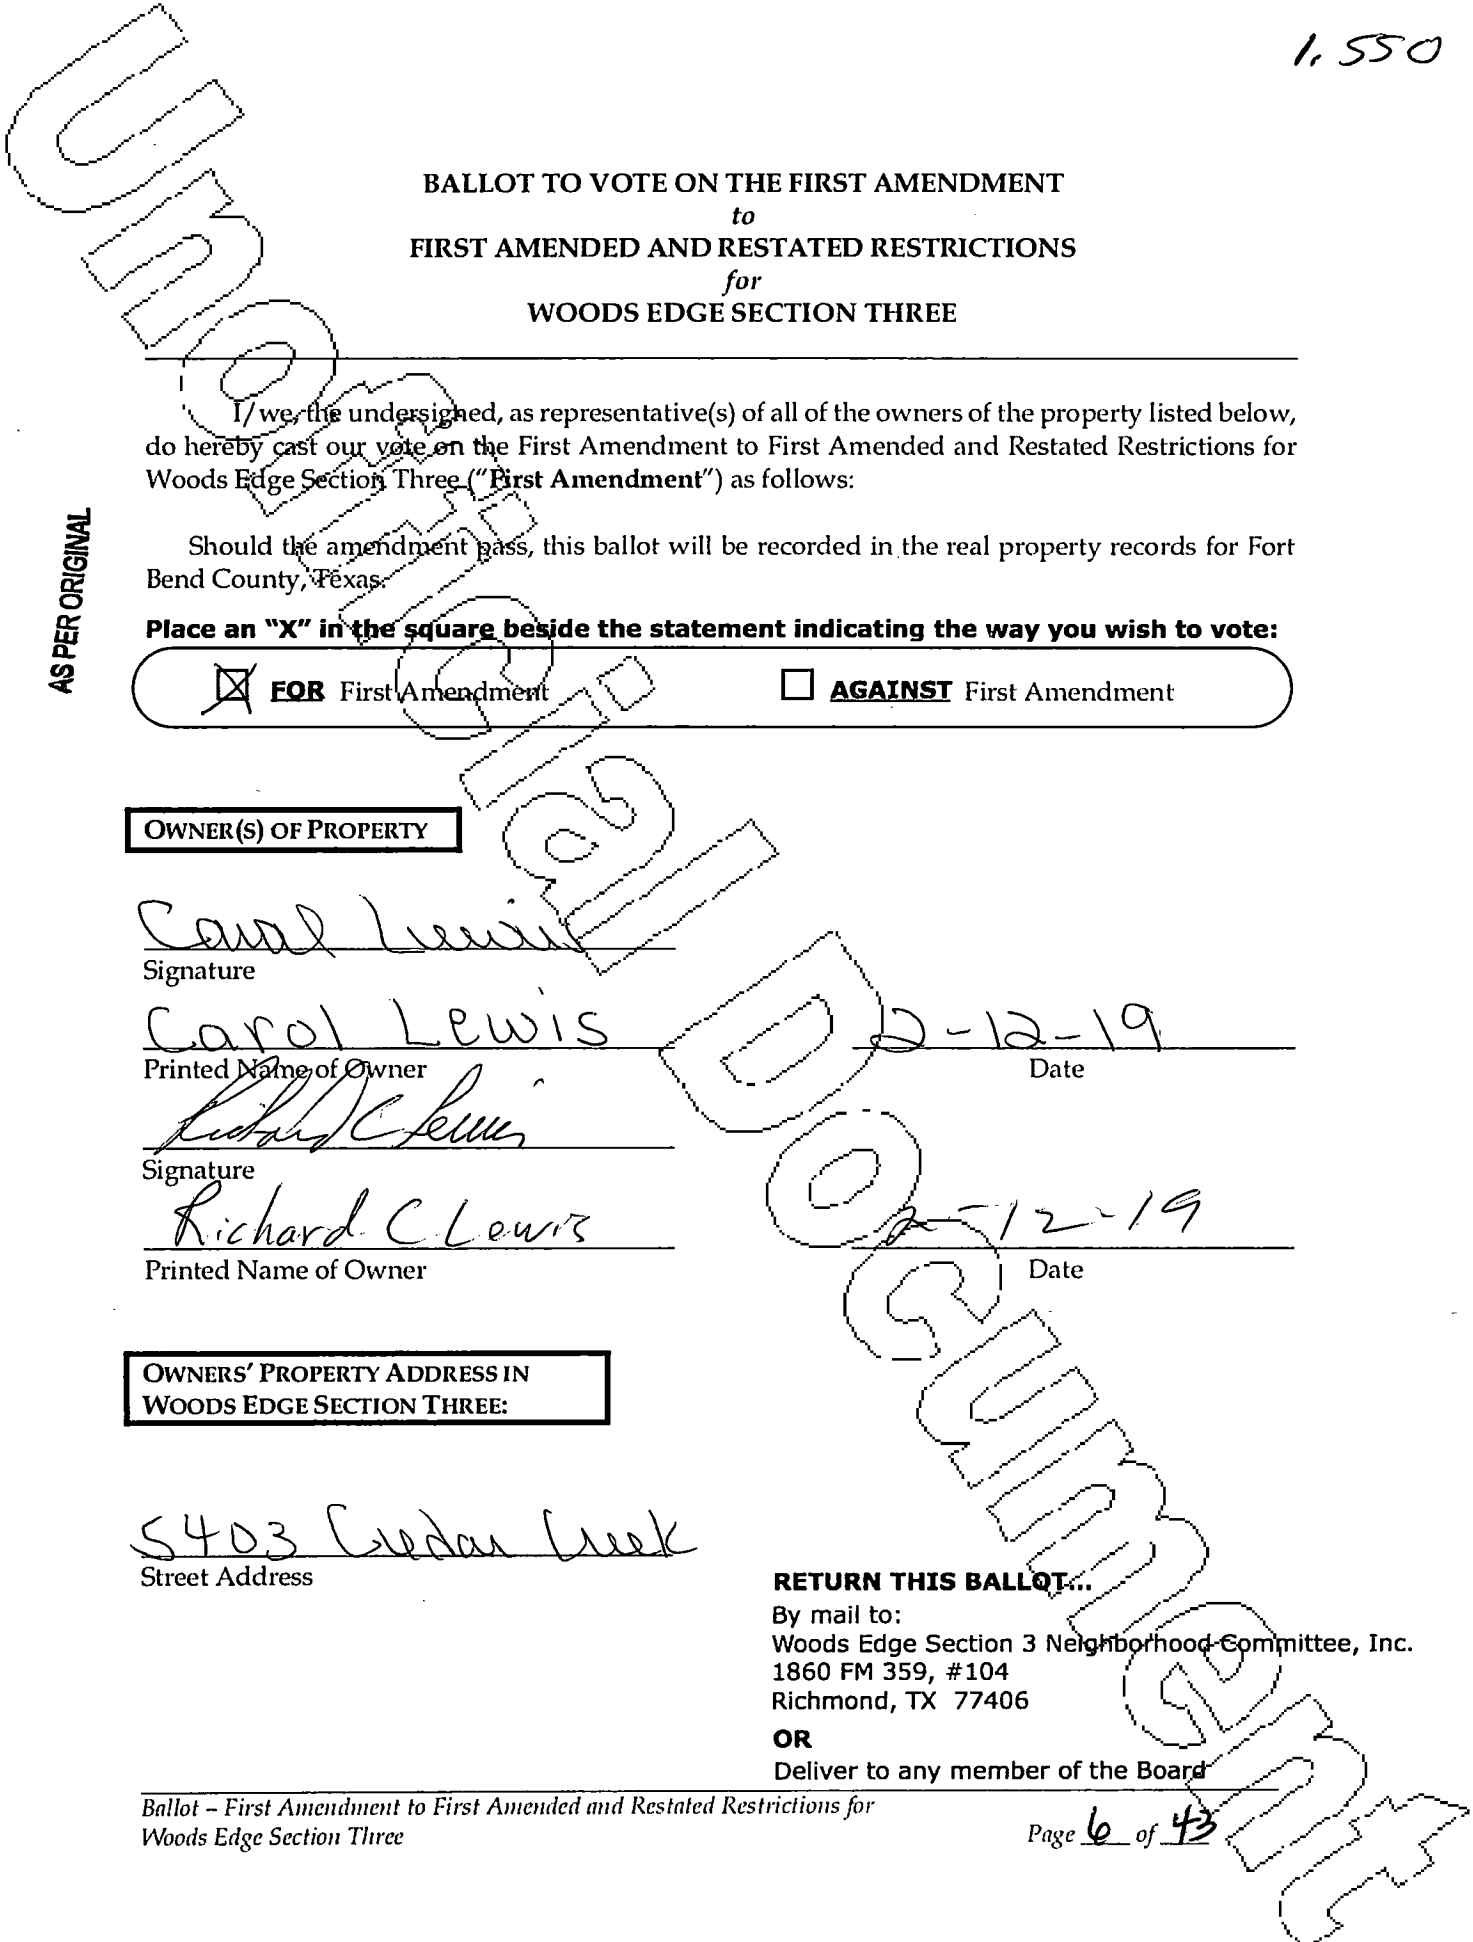 1.550
BALLOT TO VOTE ON THE FIRST AMENDMENT
to
FIRST AMENDED AND RESTATED RESTRICTIONS
for
WOODS EDGE SECTION THREE
I/we, the undersigned, as representative(s) of all of the owners of the property listed below,
do hereby cast our vote on the First Amendment to First Amended and Restated Restrictions for
Woods Edge Section Three ("First Amendment") as follows:
Should the amendment pass, this ballot will be recorded in the real property records for Fort
Bend County, Texas.
AS PER ORIGINAL
Place an "X" in the square beside the statement indicating the way you wish to vote:
FOR First Amendment AGAINST First Amendment
OWNER(S) OF PROPERTY
Carol Lewis
Signature
Carol Lewis 2-12-19
Printed Name of Owner Date
Richard C Lewis
Signature
Richard C Lewis 2-12-19
Printed Name of Owner Date
OWNERS' PROPERTY ADDRESS IN
WOODS EDGE SECTION THREE:
5403 Cedar Creek
Street Address
RETURN THIS BALLOT...
By mail to:
Woods Edge Section 3 Neighborhood Committee, Inc.
1860 FM 359, #104
Richmond, TX 77406
OR
Deliver to any member of the Board
Ballot – First Amendment to First Amended and Restated Restrictions for
Woods Edge Section Three
Page 6 of 43
Unofficial Document